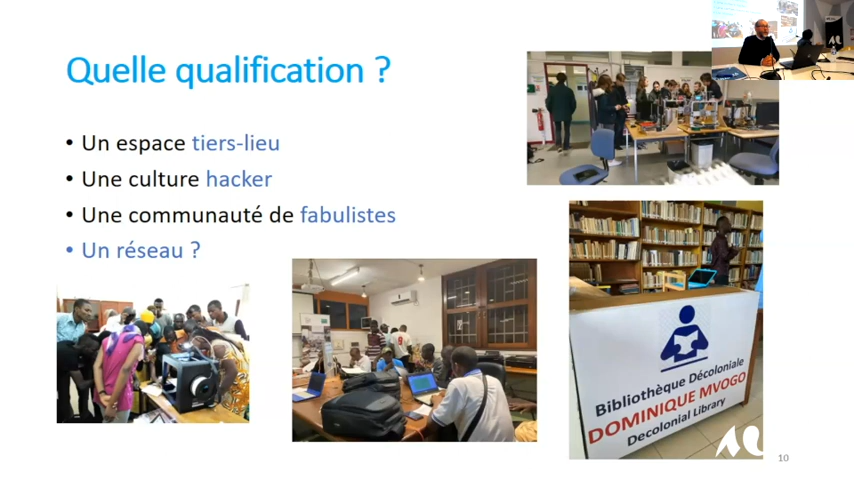 Quelle qualification ?
• Un espace tiers-lieu
• Une culture hacker
• Une communauté de fabulistes
• Un réseau ?
Bibliothèque Décoloniale
DOMINIQUE MVOGO
Decolonial Library
10